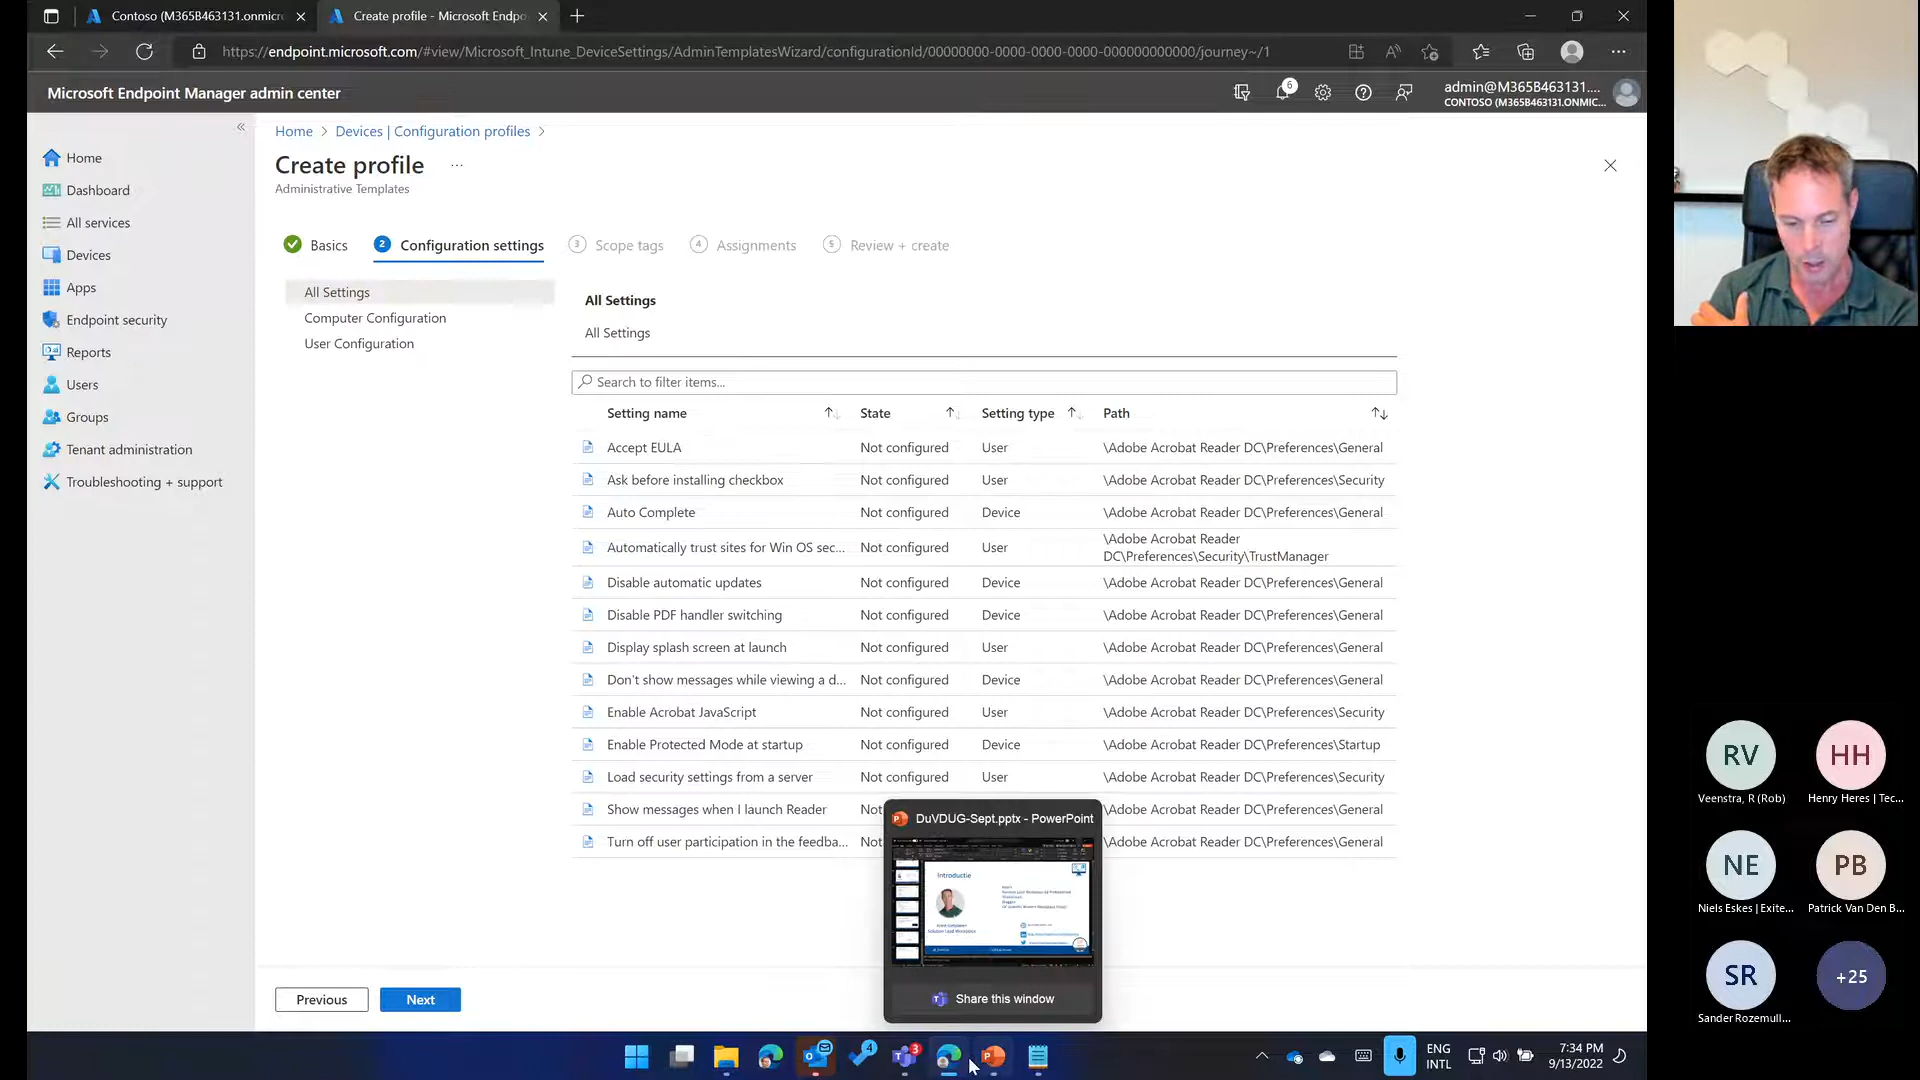 Contoso (M365B463131.onmicr
Create profile - Microsoft Endpo
https://endpoint.microsoft.com/#view/Microsoft_Intune_DeviceSettings/AdminTemplatesWizard/configurationId/00000000-0000-0000-0000-000000000000/journey~/1
Microsoft Endpoint Manager admin center
6
admin@M365B463131....
CONTOSO (M365B463131.ONMIC...
Home
Dashboard
All services
Devices
Apps
Endpoint security
Reports
Users
Groups
Tenant administration
Troubleshooting + support
Home > Devices | Configuration profiles >
Create profile ...
Administrative Templates
Basics 2 Configuration settings 3 Scope tags 4 Assignments 5 Review + create
All Settings
Computer Configuration
User Configuration
All Settings
All Settings
Search to filter items...
Setting name State Setting type Path
Accept EULA Not configured User \Adobe Acrobat Reader DC\Preferences\General
Ask before installing checkbox Not configured User \Adobe Acrobat Reader DC\Preferences\Security
Auto Complete Not configured Device \Adobe Acrobat Reader DC\Preferences\General
Automatically trust sites for Win OS sec... Not configured User \Adobe Acrobat Reader
DC\Preferences\Security\TrustManager
Disable automatic updates Not configured Device \Adobe Acrobat Reader DC\Preferences\General
Disable PDF handler switching Not configured Device \Adobe Acrobat Reader DC\Preferences\General
Display splash screen at launch Not configured User \Adobe Acrobat Reader DC\Preferences\General
Don't show messages while viewing a d... Not configured Device \Adobe Acrobat Reader DC\Preferences\General
Enable Acrobat JavaScript Not configured User \Adobe Acrobat Reader DC\Preferences\Security
Enable Protected Mode at startup Not configured Device \Adobe Acrobat Reader DC\Preferences\Startup
Load security settings from a server Not configured User \Adobe Acrobat Reader DC\Preferences\Security
Show messages when I launch Reader Not \Adobe Acrobat Reader DC\Preferences\General
Turn off user participation in the feedba... Not \Adobe Acrobat Reader DC\Preferences\General
DuVDUG-Sept.pptx - PowerPoint
Introductie
Share this window
Previous
Next
4
3
ENG
INTL
7:34 PM
9/13/2022
RV
Veenstra, R (Rob)
HH
Henry Heres | Tec...
NE
Niels Eskes | Exite...
PB
Patrick Van Den B...
SR
Sander Rozemull...
+25